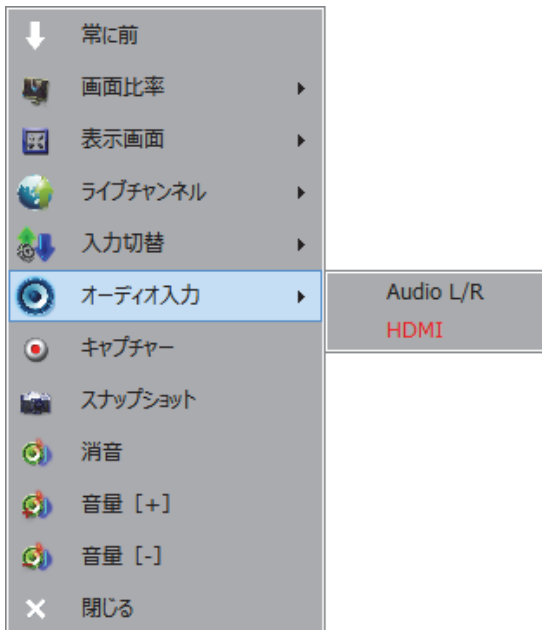 常に前
画面比率
表示画面
ライブチャンネル
入力切替
オーディオ入力
Audio L/R
HDMI
キャプチャー
スナップショット
消音
音量 [+]
音量 [-]
閉じる